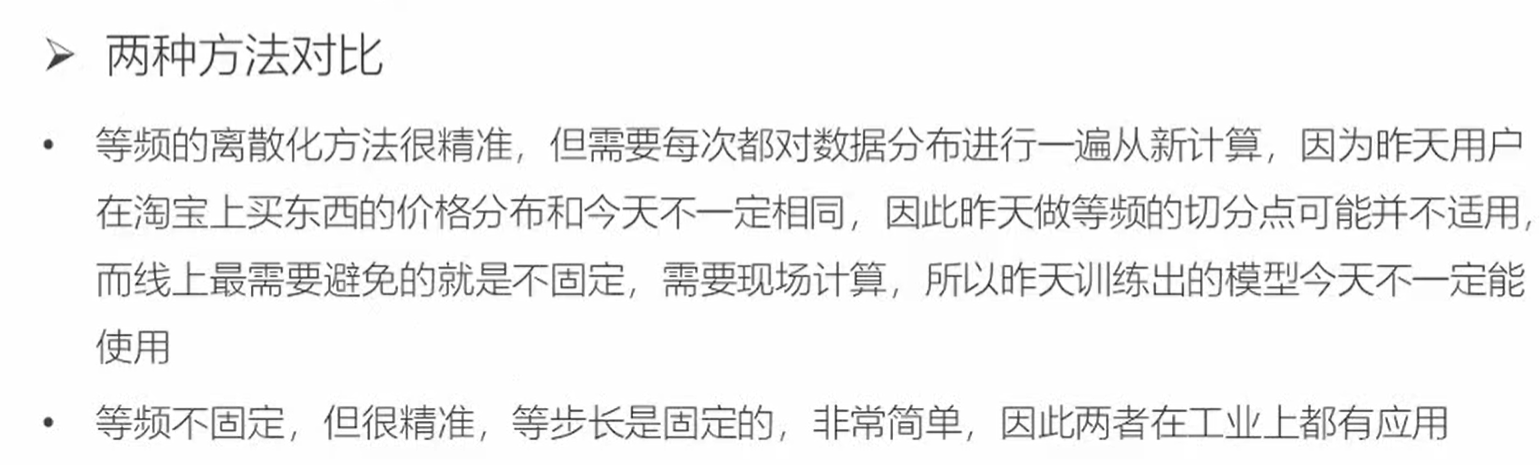 两种方法对比
等频的离散化方法很精准，但需要每次都对数据分布进行一遍从新计算，因为昨天用户
在淘宝上买东西的价格分布和今天不一定相同，因此昨天做等频的切分点可能并不适用，
而线上最需要避免的就是不固定，需要现场计算，所以昨天训练出的模型今天不一定能
使用
等频不固定，但很精准，等步长是固定的，非常简单，因此两者在工业上都有应用